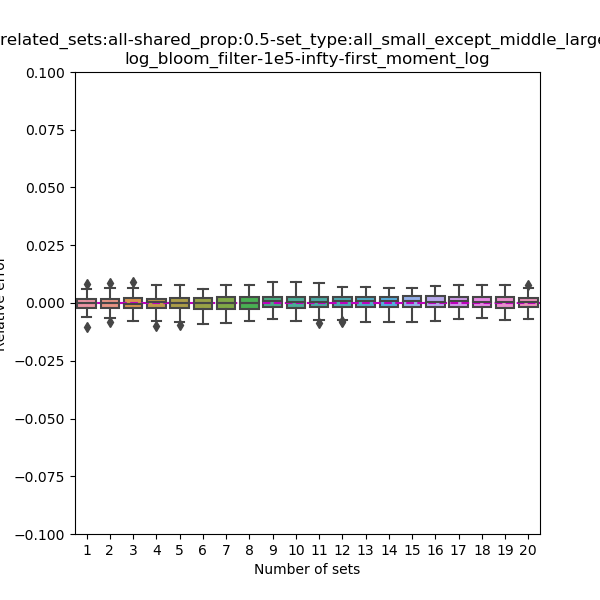 related_sets:all-shared_prop:0.5-set_type:all_small_except_middle_large
log_bloom_filter-1e5-infty-first_moment_log
0.100
0.075
0.050
0.025
0.000
−0.025
−0.050
−0.075
−0.100
Relative error
1 2 3 4 5 6 7 8 9 10 11 12 13 14 15 16 17 18 19 20
Number of sets